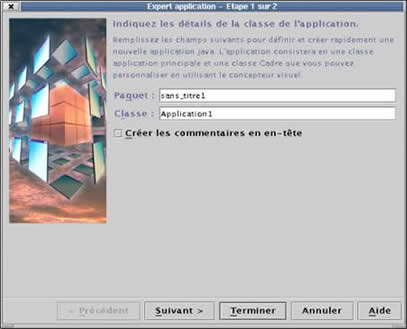 Expert application - Etape 1 sur 2
Indiquez les détails de la classe de l'application.
Remplissez les champs suivants pour définir et créer rapidement une
nouvelle application java. L'application consistera en une classe
application principale et une classe Cadre que vous pouvez
personnaliser en utilisant le concepteur visuel.
Paquet : sans_titre1
Classe : Application1
Créer les commentaires en en-tête
< Précédent Suivant > Terminer Annuler Aide